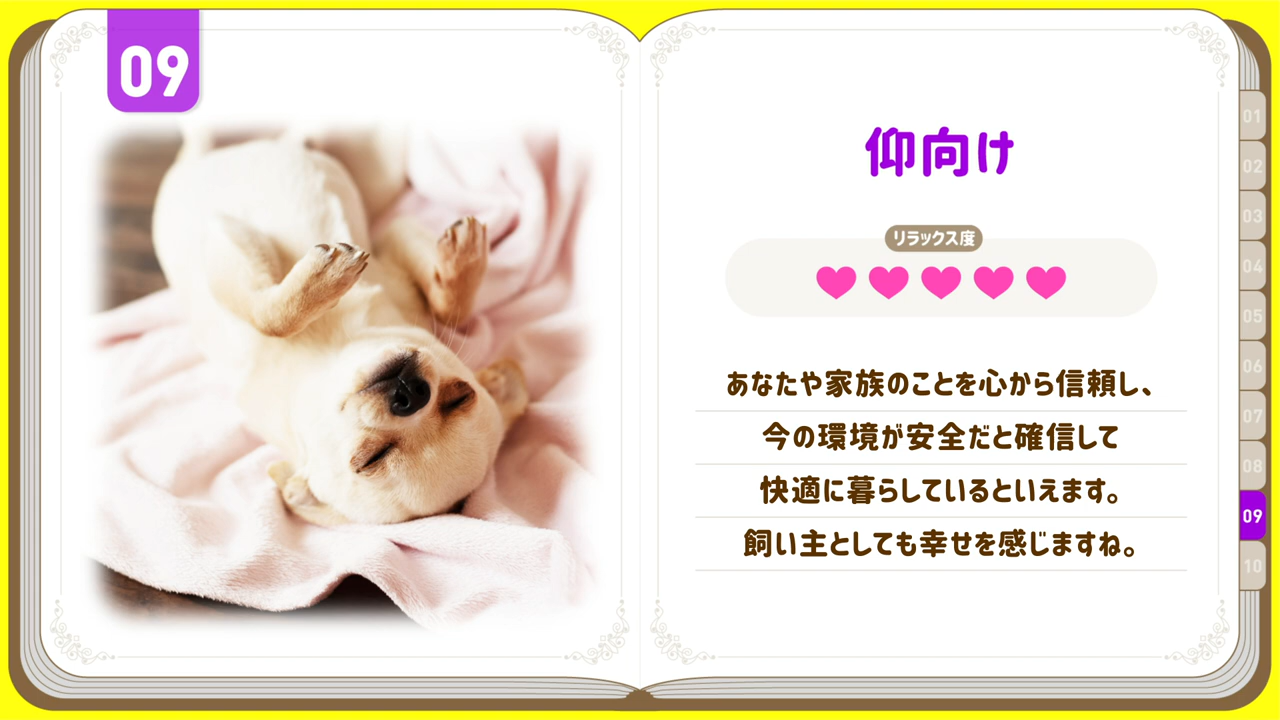 09
仰向け
リラックス度
あなたや家族のことを心から信頼し、
今の環境が安全だと確信して
快適に暮らしているといえます。
飼い主としても幸せを感じますね。
01
02
03
04
05
06
07
08
09
10